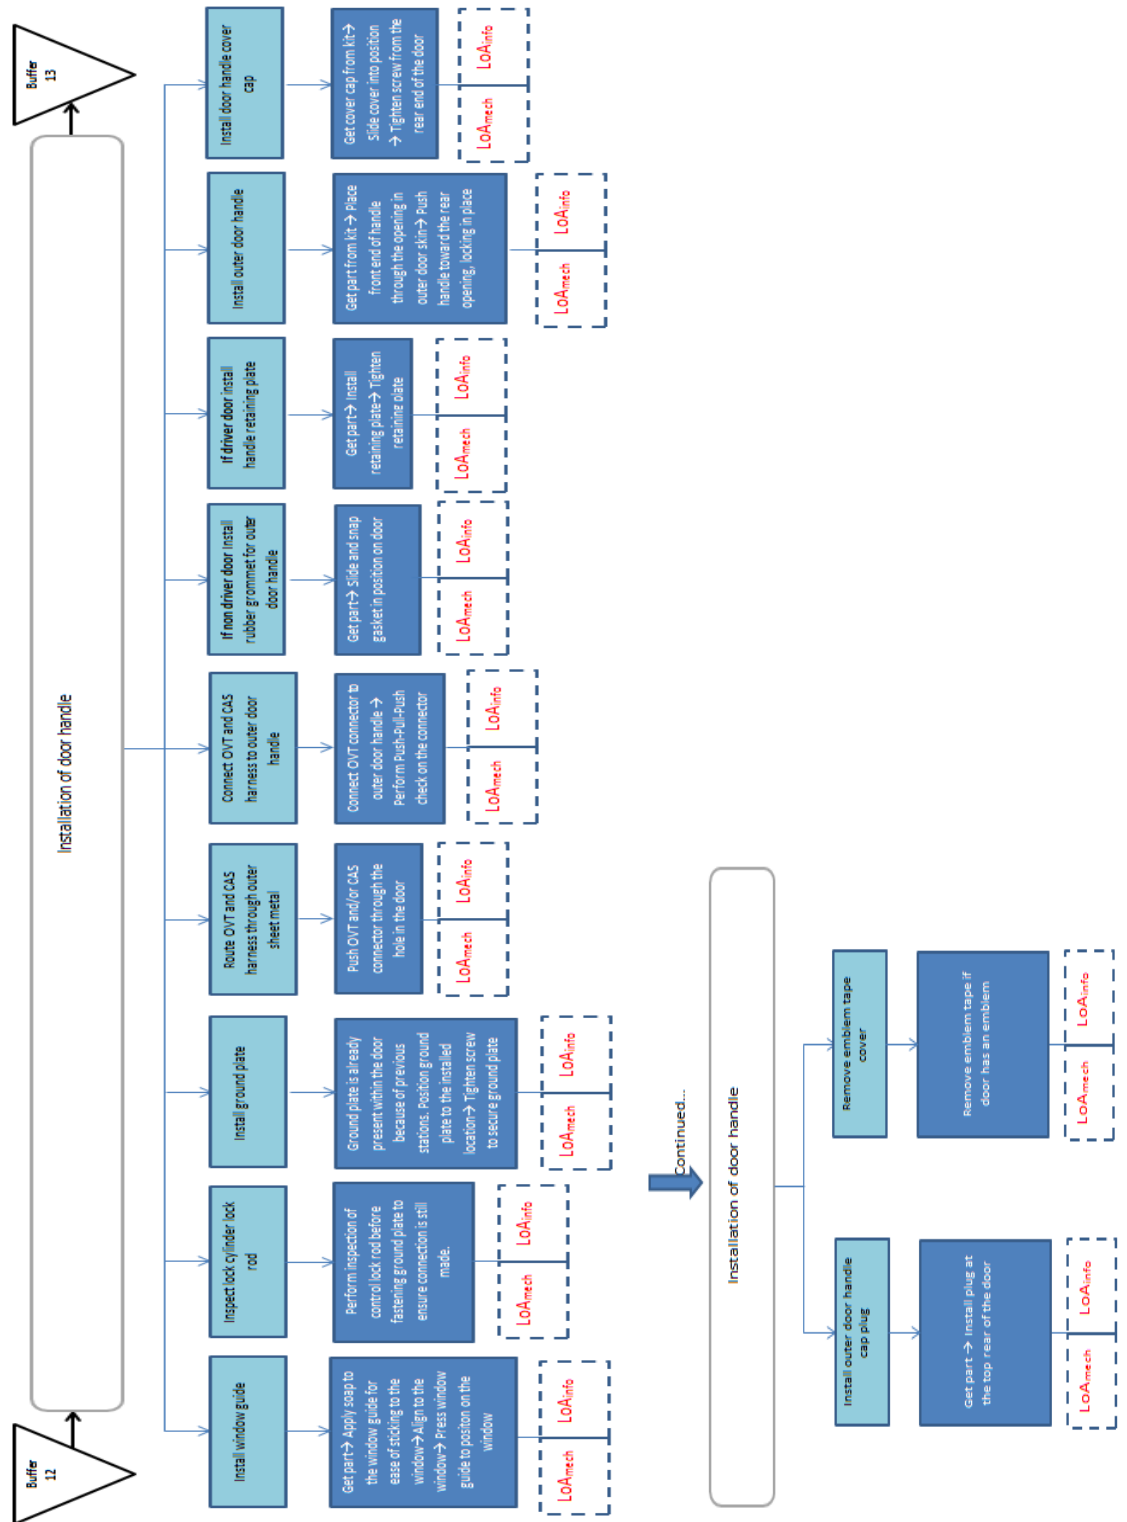 Buffer
12
Installation of door handle
Buffer
13
Install window guide
Inspect lock cylinder lock
rod
Install ground plate
Route OVT and CAS
harness through outer
sheet metal
Connect OVT and CAS
harness to outer door
handle
If non driver door Install
rubber grommet for outer
door handle
If driver door install
handle retaining plate
Install outer door handle
Install door handle cover
cap
Get part→ Apply soap to
the window guide for
ease of sticking to the
window→Align to the
window→ Press window
guide to positon on the
window
Perform inspection of
control lock rod before
fastening ground plate to
ensure connection is still
made.
Ground plate is already
present within the door
because of previous
stations. Position ground
plate to the installed
location→ Tighten screw
to secure ground plate
Push OVT and/or CAS
connector through the
hole in the door
Connect OVT connector to
outer door handle →
Perform Push-Pull-Push
check on the connector
Get part→ Slide and snap
gasket in position on door
Get part→ Install
retaining plate→ Tighten
retaining plate
Get part from kit→ Place
front end of handle
through the opening in
outer door skin→ Push
handle toward the rear
opening, locking in place
Get cover cap from kit→
Slide cover into position
→ Tighten screw from the
rear end of the door
LoAmech LoAinfo
LoAmech LoAinfo
LoAmech LoAinfo
LoAmech LoAinfo
LoAmech LoAinfo
LoAmech LoAinfo
LoAmech LoAinfo
LoAmech LoAinfo
LoAmech LoAinfo
Continued...
Installation of door handle
Install outer door handle
cap plug
Remove emblem tape
cover
Get part → Install plug at
the top rear of the door
Remove emblem tape if
door has an emblem
LoAmech LoAinfo
LoAmech LoAinfo